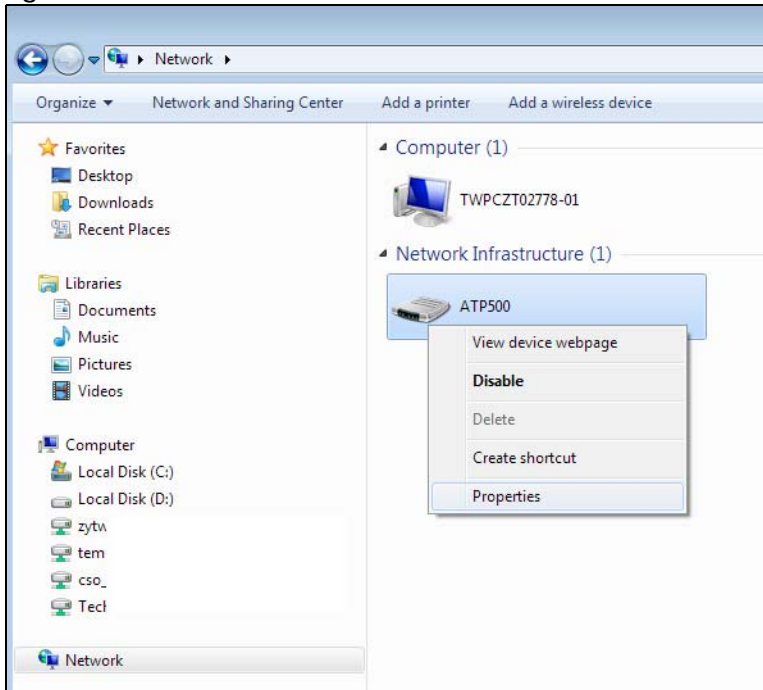 Network
Organize Network and Sharing Center Add a printer Add a wireless device
Favorites
Desktop
Downloads
Recent Places
Libraries
Documents
Music
Pictures
Videos
Computer
Local Disk (C:)
Local Disk (D:)
tem
cso_
Network
Computer (1)
TWPCZT02778-01
Network Infrastructure (1)
ATP500
View device webpage
Disable
Delete
Create shortcut
Properties